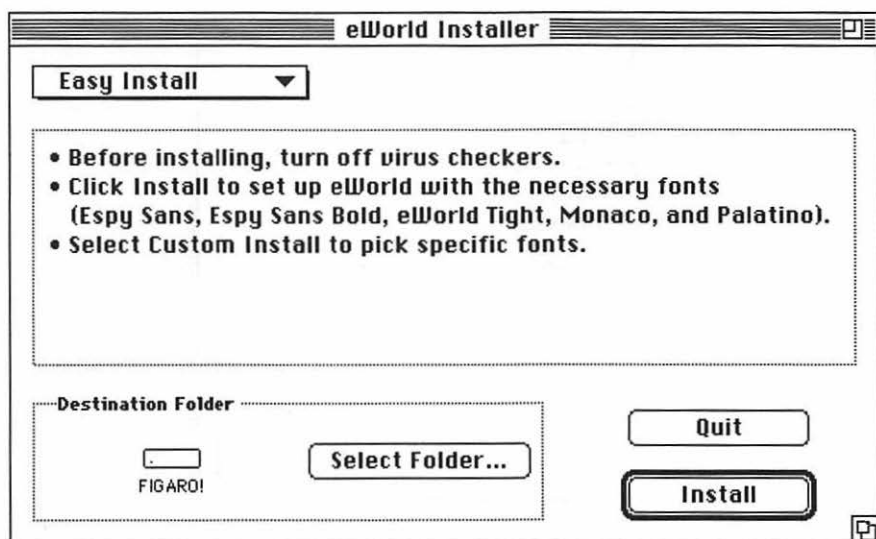 eWorld Installer
Easy Install
• Before installing, turn off virus checkers.
• Click Install to set up eWorld with the necessary fonts
(Espy Sans, Espy Sans Bold, eWorld Tight, Monaco, and Palatino).
• Select Custom Install to pick specific fonts.
Destination Folder
Quit
Select Folder...
FIGARO!
Install